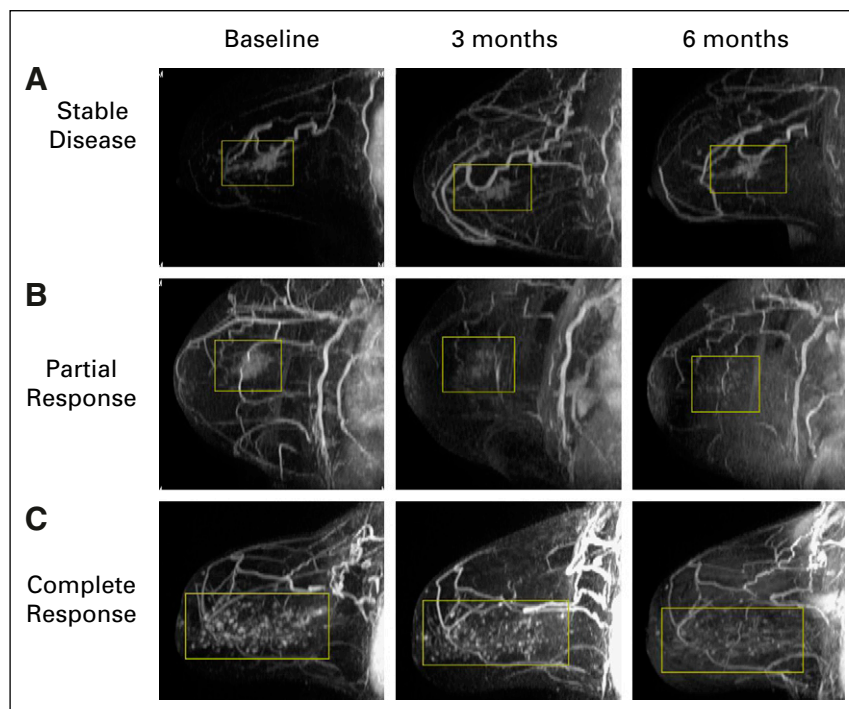 Baseline
3 months
6 months
A
Stable
Disease
B
Partial
Response
C
Complete
Response